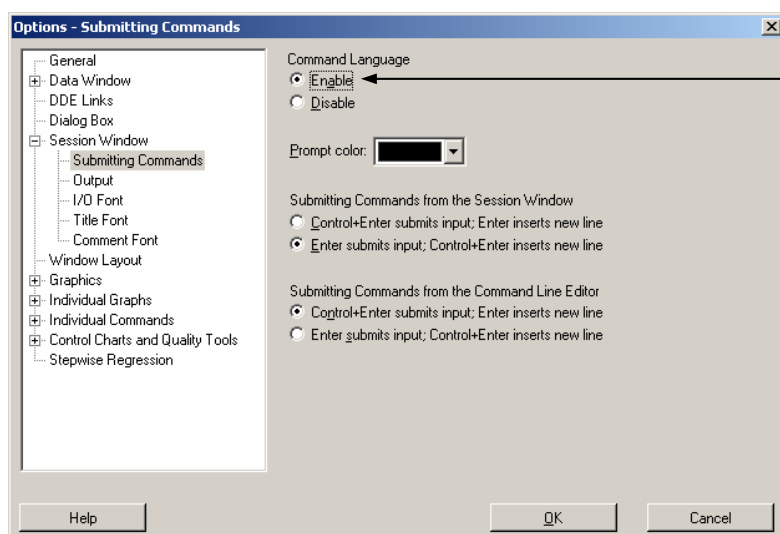 Options - Submitting Commands
General
Data Window
DDE Links
Dialog Box
Session Window
Submitting Commands
Output
I/O Font
Title Font
Comment Font
Window Layout
Graphics
Individual Graphs
Individual Commands
Control Charts and Quality Tools
Stepwise Regression
Command Language
Enable
Disable
Prompt color:
Submitting Commands from the Session Window
Control+Enter submits input; Enter inserts new line
Enter submits input; Control+Enter inserts new line
Submitting Commands from the Command Line Editor
Control+Enter submits input; Enter inserts new line
Enter submits input; Control+Enter inserts new line
Help
OK
Cancel